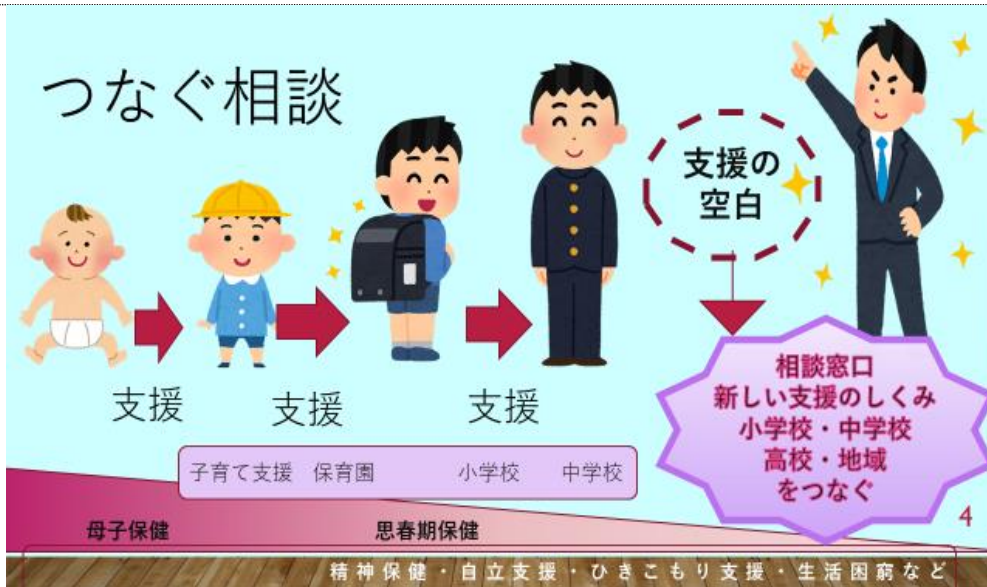 つなぐ相談
支援の
空白
支援
支援
支援
相談窓口
新しい支援のしくみ
小学校・中学校
高校・地域
をつなぐ
子育て支援　保育園　小学校　中学校
母子保健　思春期保健
4
精神保健・自立支援・ひきこもり支援・生活困窮など